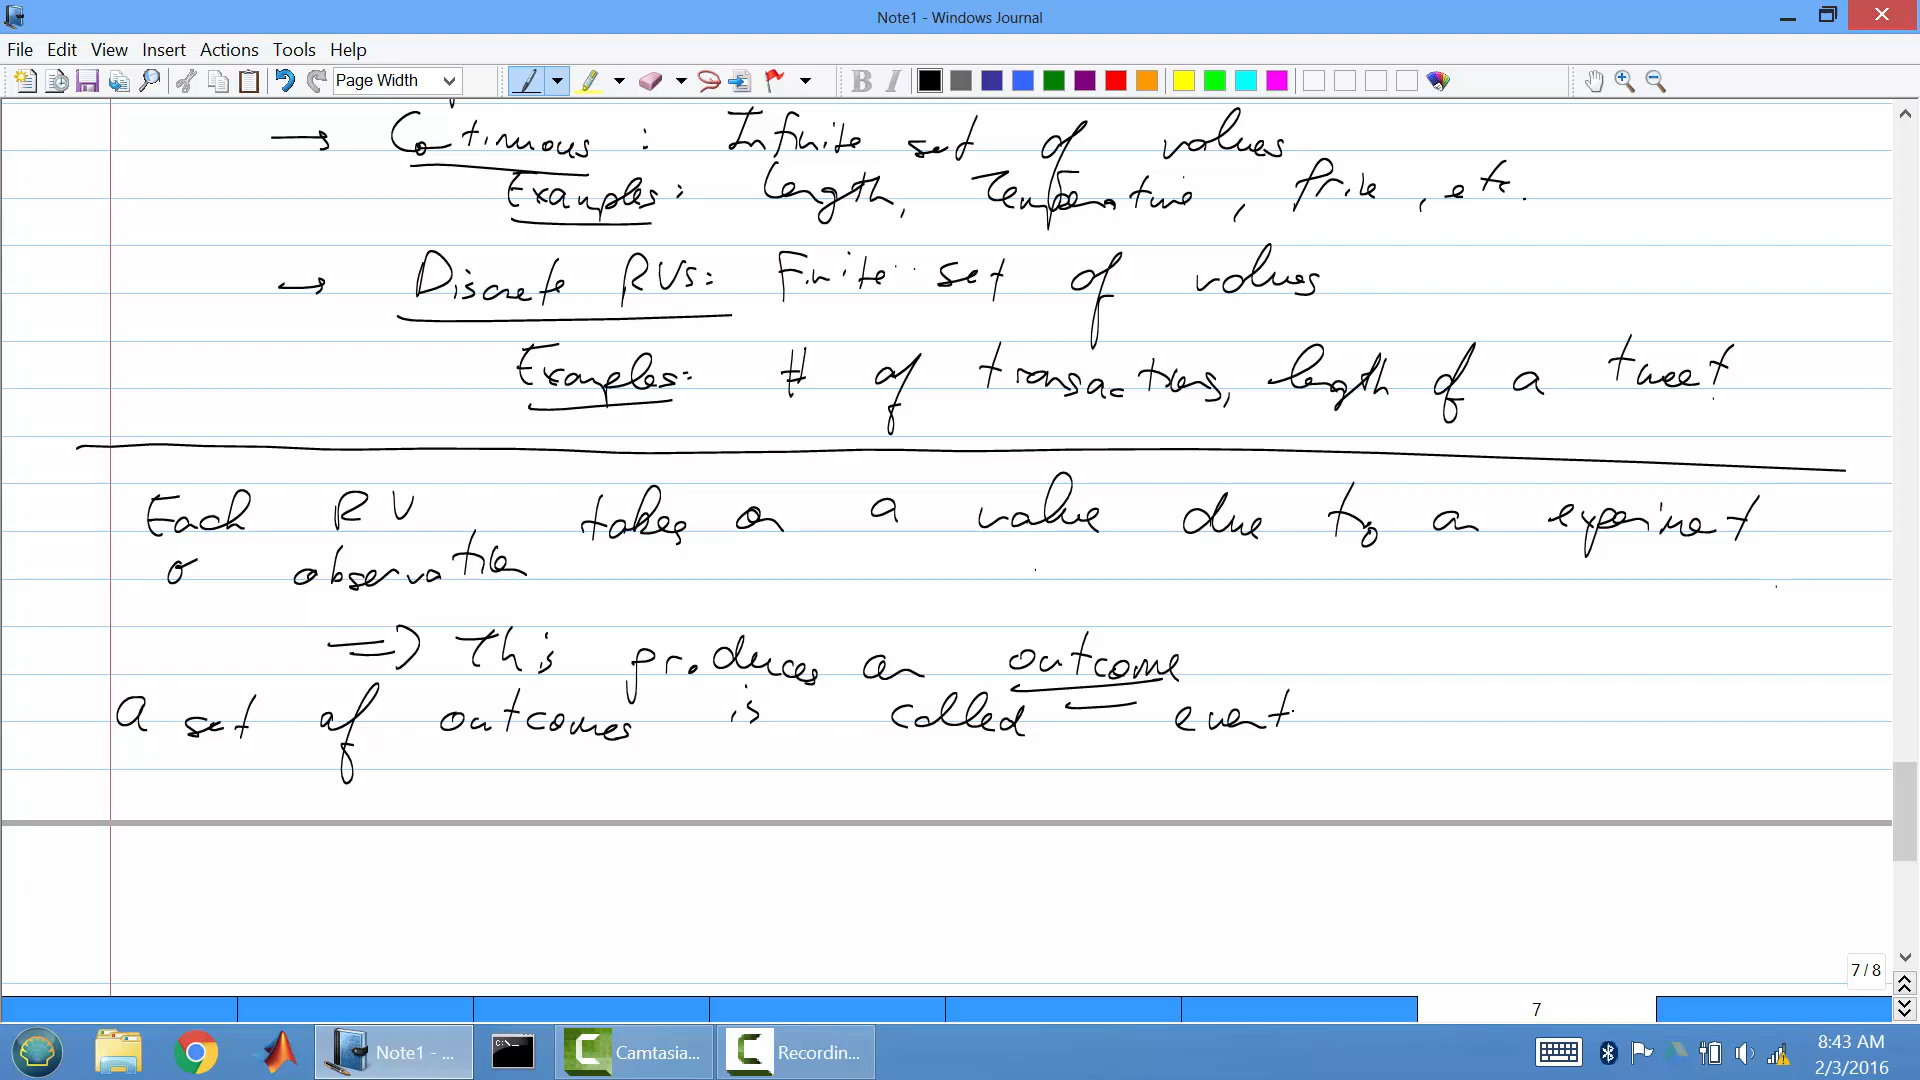 Note1 - Windows Journal
File Edit View Insert Actions Tools Help
Page Width
B I
→ Continuous : Infinite set of values
Examples: length, Temperature, Price, etc.
→ Discrete RVs: Finite set of values
Examples: # of transactions, length of a tweet
Each RV takes on a value due to an experiment
or observation
=> This produces an outcome
A set of outcomes is called event.
7 / 8
7
Note1 - ...
C:\_
Camtasia...
Recordin...
8:43 AM
2/3/2016